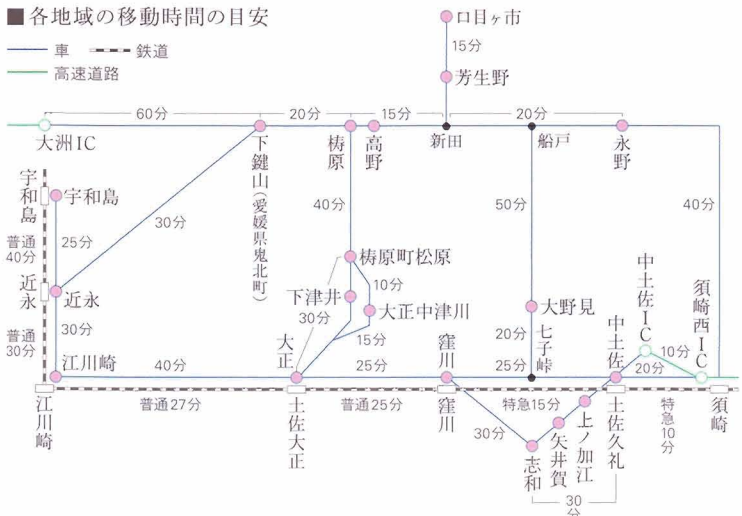 ■各地域の移動時間の目安
車
鉄道
高速道路
口目ヶ市
15分
芳生野
60分
20分
15分
20分
大洲IC
下鍵山(愛媛県鬼北町)
梼原
高野
新田
船戸
永野
宇和島
宇和島
普通
40分
25分
30分
40分
50分
40分
近永
近永
梼原町松原
10分
下津井
30分
大正中津川
15分
大野見
20分
七子峠
中土佐IC
須崎西IC
普通
30分
30分
江川崎
40分
大正
25分
窪川
25分
中土佐
20分
10分
江川崎
普通27分
土佐大正
普通25分
窪川
特急15分
土佐久礼
特急
10分
須崎
30分
志和
矢井賀
上ノ加江
30分